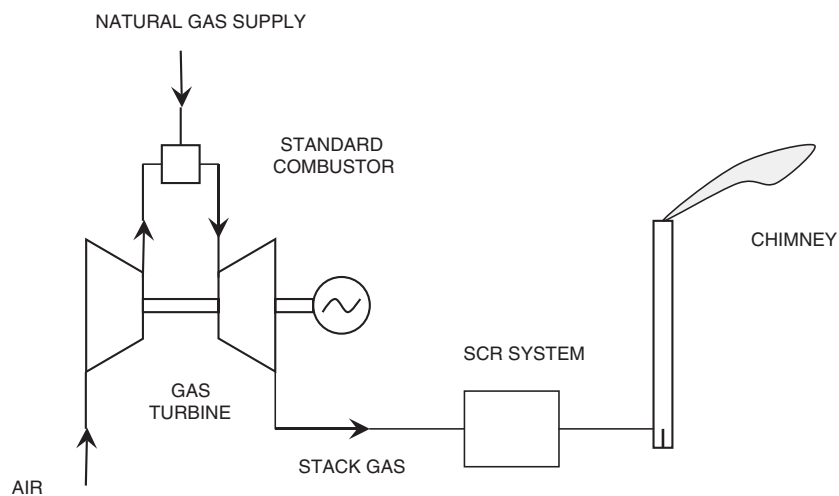 NATURAL GAS SUPPLY
STANDARD
COMBUSTOR
CHIMNEY
SCR SYSTEM
GAS
TURBINE
STACK GAS
AIR